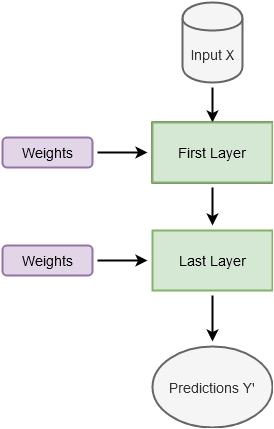 Input X
Weights
First Layer
Weights
Last Layer
Predictions Y'